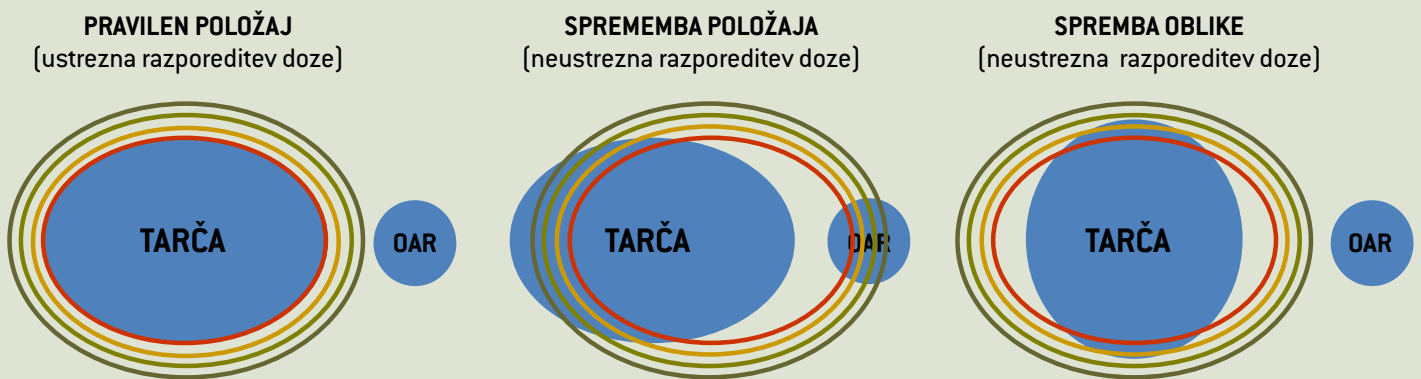 PRAVILEN POLOŽAJ
(ustrezna razporeditev doze)
TARČA
OAR
SPREMEMBA POLOŽAJA
(neustrezna razporeditev doze)
TARČA
OAR
SPREMBA OBLIKE
(neustrezna razporeditev doze)
TARČA
OAR